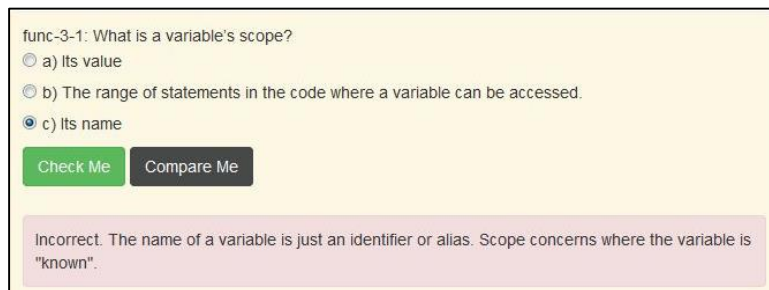 func-3-1: What is a variable's scope?
a) Its value
b) The range of statements in the code where a variable can be accessed.
c) Its name
Check Me Compare Me
Incorrect. The name of a variable is just an identifier or alias. Scope concerns where the variable is
"known".